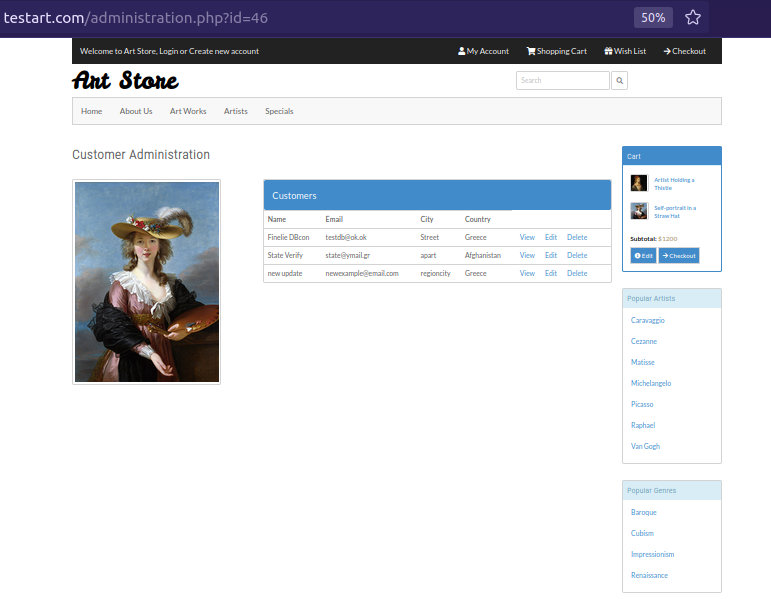 testart.com/administration.php?id=46
50%
Welcome to Art Store, Login or Create new account
My Account Shopping Cart Wish List Checkout
Art Store
Search
Home About Us Art Works Artists Specials
Customer Administration
Customers
Name Email City Country
Finelie DBcon testdb@ok.ok Street Greece View Edit Delete
State Verify state@ymail.gr apart Afghanistan View Edit Delete
new update newexample@email.com regioncity Greece View Edit Delete
Cart
Artist Holding a
Thistle
Self-portrait in a
Straw Hat
Subtotal: $1200
Edit Checkout
Popular Artists
Caravaggio
Cezanne
Matisse
Michelangelo
Picasso
Raphael
Van Gogh
Popular Genres
Baroque
Cubism
Impressionism
Renaissance